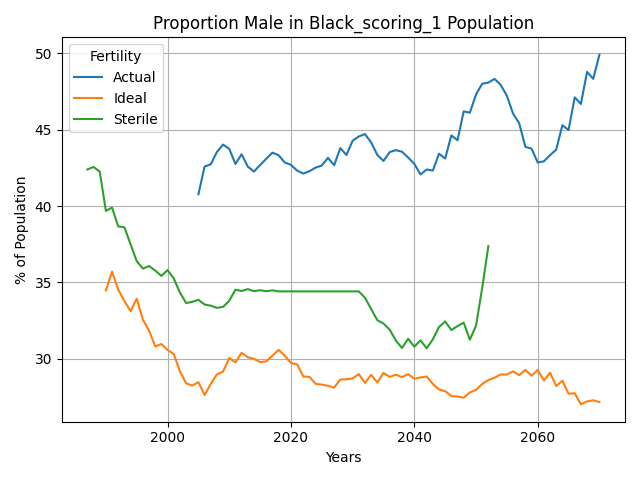 Proportion Male in Black_scoring_1 Population
% of Population
50
45
40
35
30
Fertility
Actual
Ideal
Sterile
2000
2020
2040
2060
Years